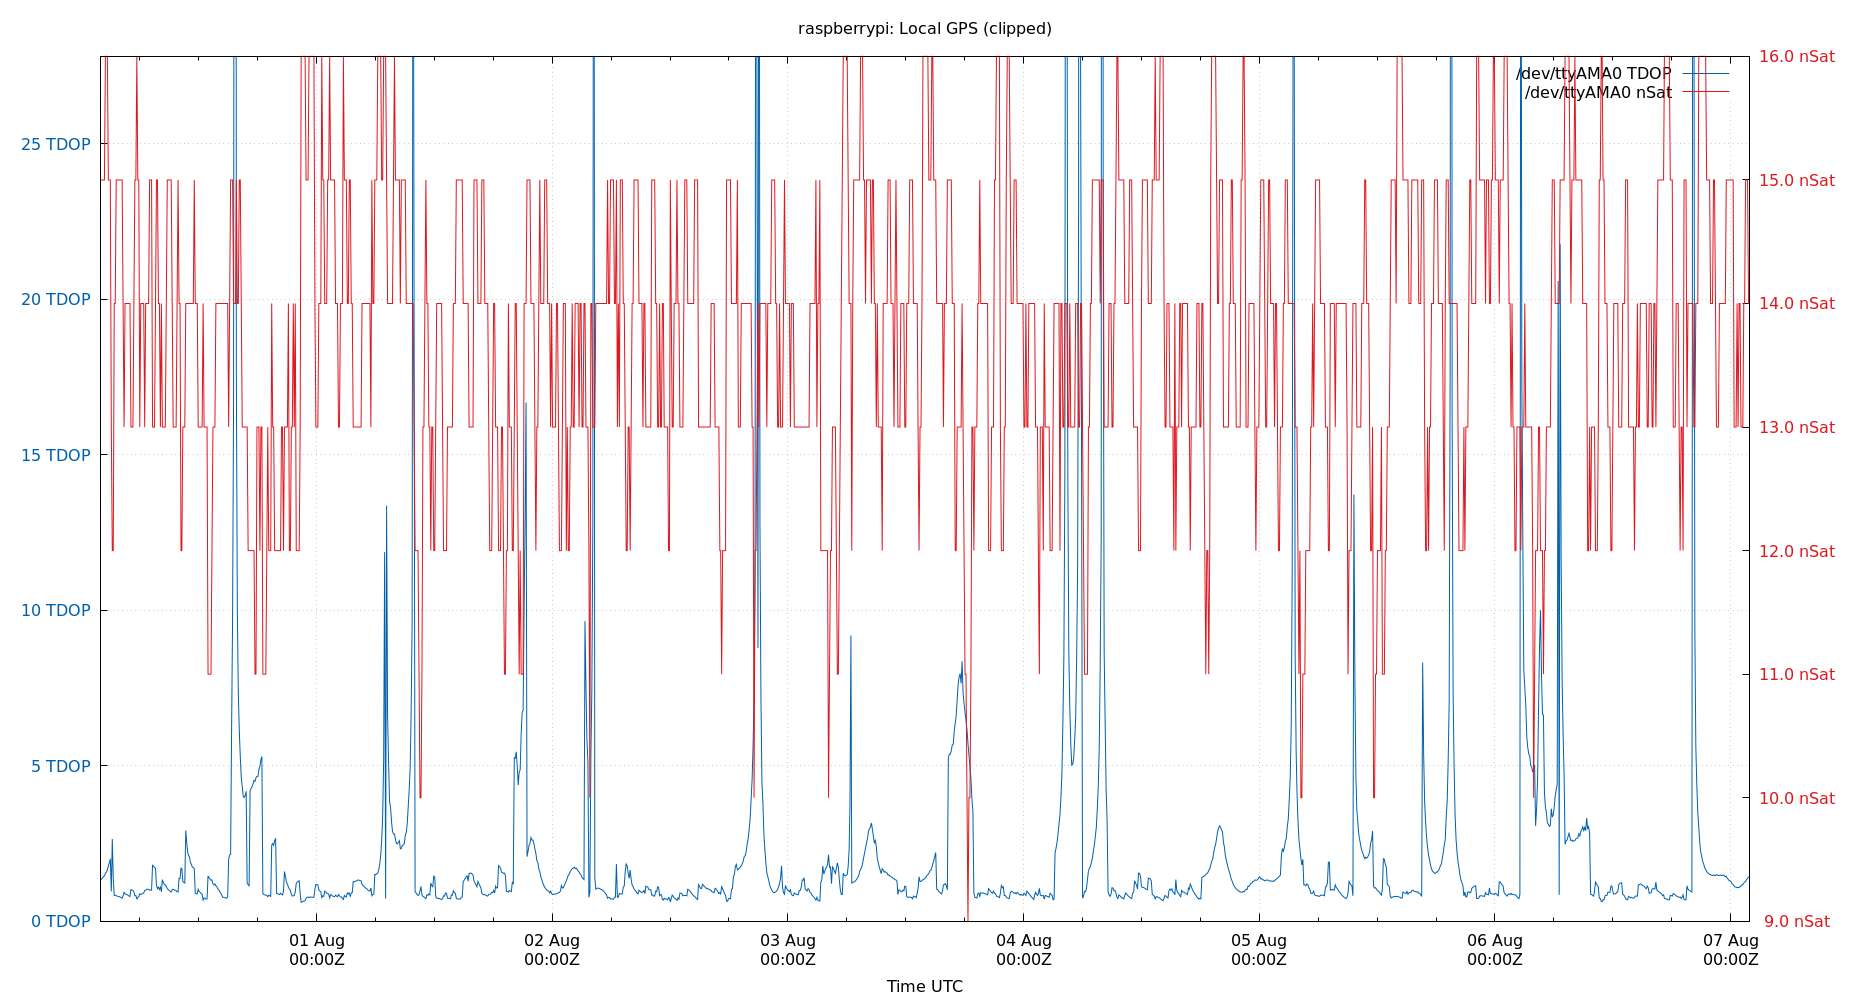 raspberrypi: Local GPS (clipped)
/dev/ttyAMA0 TDOP
/dev/ttyAMA0 nSat
25 TDOP
20 TDOP
15 TDOP
10 TDOP
5 TDOP
0 TDOP
16.0 nSat
15.0 nSat
14.0 nSat
13.0 nSat
12.0 nSat
11.0 nSat
10.0 nSat
9.0 nSat
01 Aug
00:00Z
02 Aug
00:00Z
03 Aug
00:00Z
04 Aug
00:00Z
05 Aug
00:00Z
06 Aug
00:00Z
07 Aug
00:00Z
Time UTC